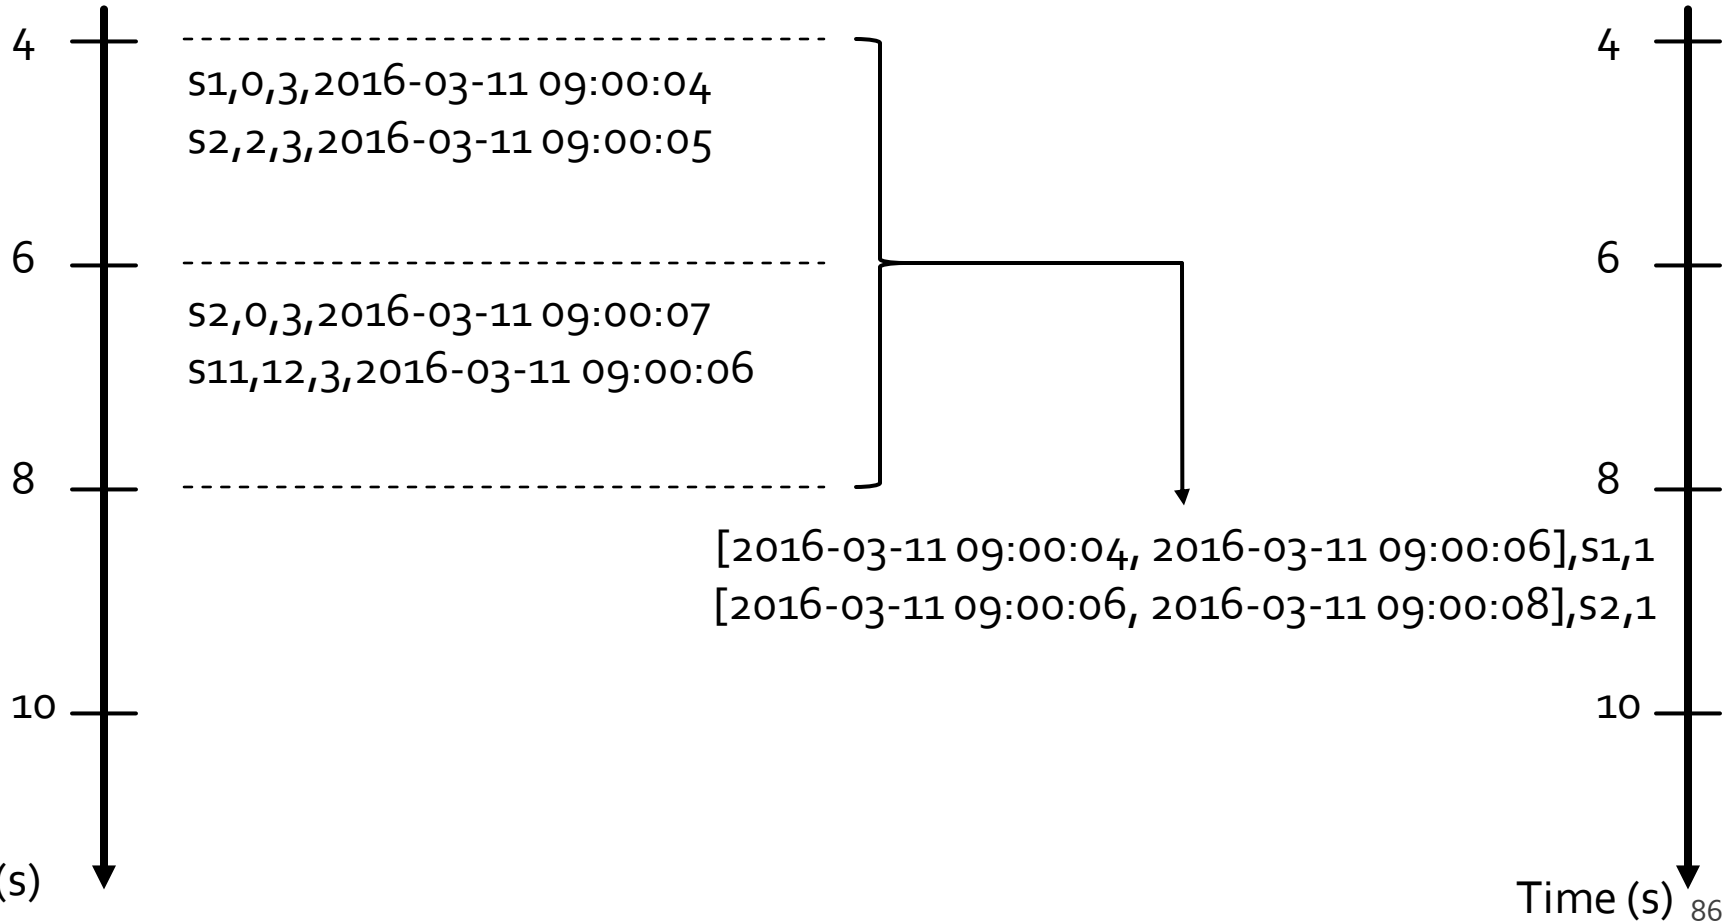 4
4
s1,0,3,2016-03-11 09:00:04
s2,2,3,2016-03-11 09:00:05
6
6
s2,0,3,2016-03-11 09:00:07
s11,12,3,2016-03-11 09:00:06
8
8
[2016-03-11 09:00:04, 2016-03-11 09:00:06],s1,1
[2016-03-11 09:00:06, 2016-03-11 09:00:08],s2,1
10
10
(s)
Time (s)
86